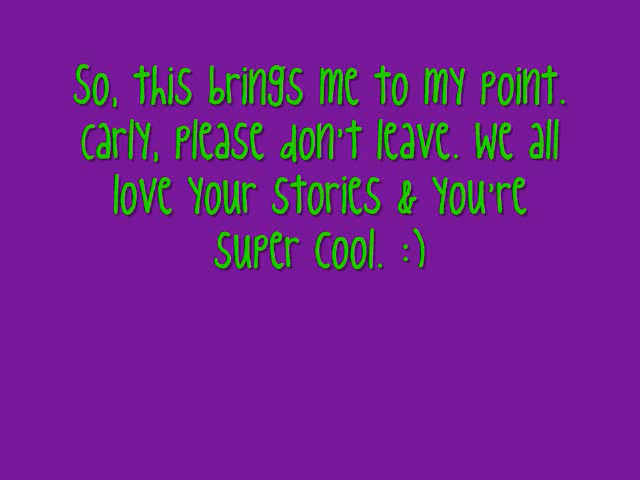 So, this brings me to my point.
Carly, please don't leave. We all
love your stories & you're
super cool. :)